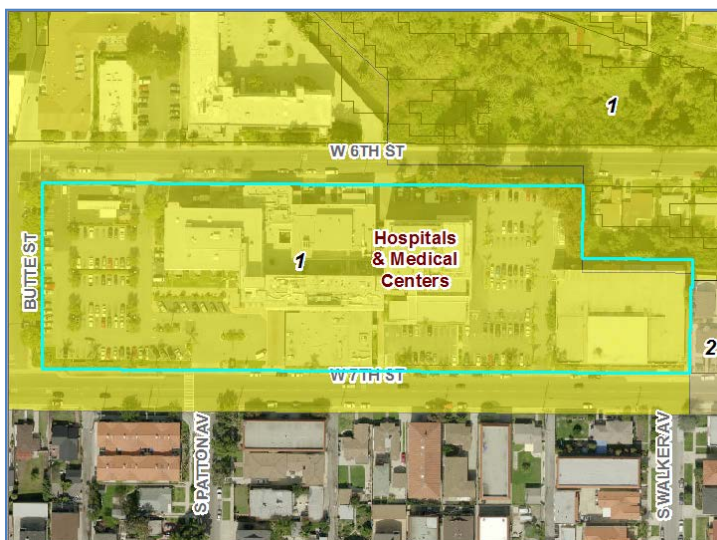 1
W 6TH ST
BUTTE ST
1
Hospitals
& Medical
Centers
2
W 7TH ST
S PATTON AV
S WALKER AV